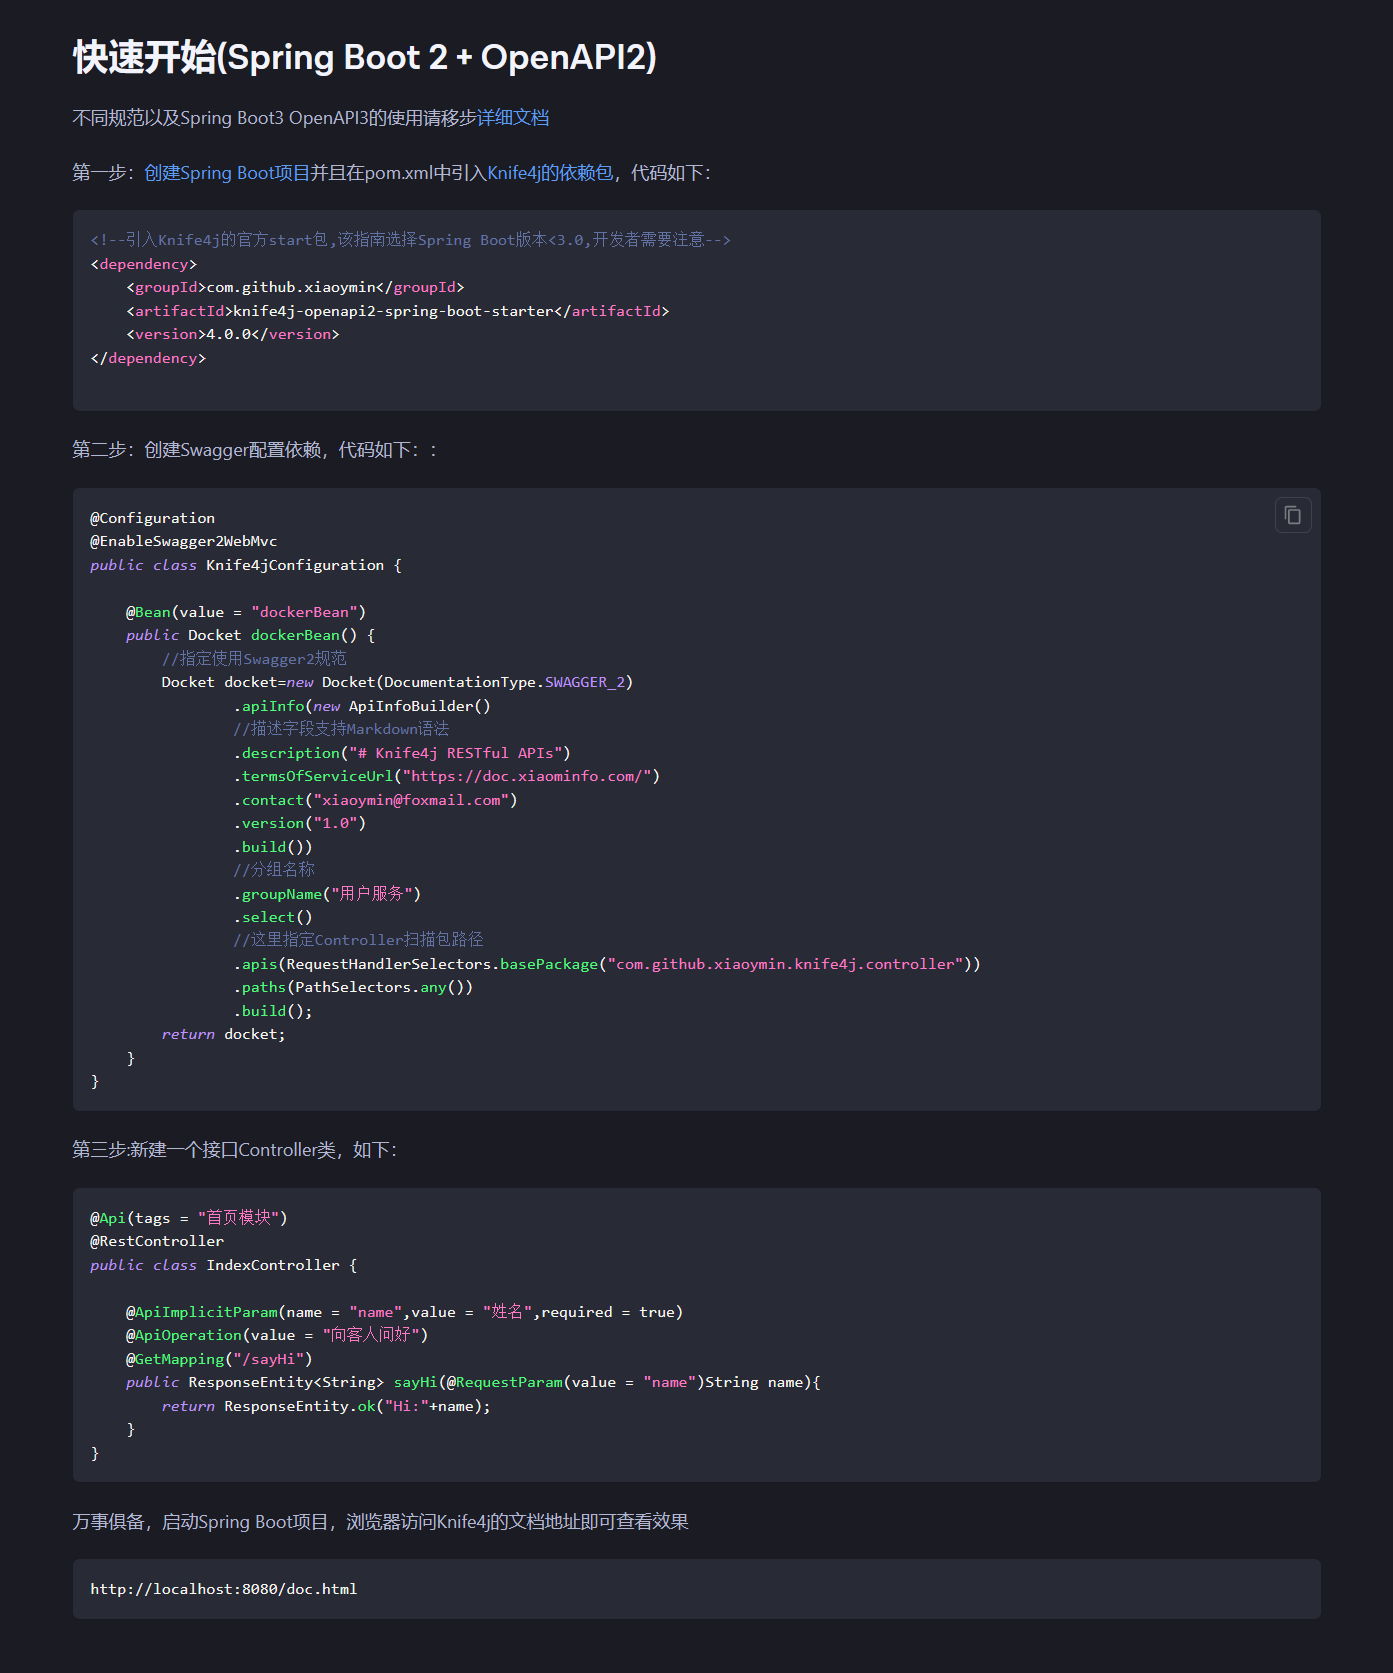 快速开始(Spring Boot 2 + OpenAPI2)
不同规范以及Spring Boot3 OpenAPI3的使用请移步详细文档
第一步：创建Spring Boot项目并且在pom.xml中引入Knife4j的依赖包，代码如下：
<!--引入Knife4j的官方start包,该指南选择Spring Boot版本<3.0,开发者需要注意-->
<dependency>
    <groupId>com.github.xiaoymin</groupId>
    <artifactId>knife4j-openapi2-spring-boot-starter</artifactId>
    <version>4.0.0</version>
</dependency>
第二步：创建Swagger配置依赖，代码如下：:
@Configuration
@EnableSwagger2WebMvc
public class Knife4jConfiguration {
    @Bean(value = "dockerBean")
    public Docket dockerBean() {
        //指定使用Swagger2规范
        Docket docket=new Docket(DocumentationType.SWAGGER_2)
                .apiInfo(new ApiInfoBuilder()
                //描述字段支持Markdown语法
                .description("# Knife4j RESTful APIs")
                .termsOfServiceUrl("https://doc.xiaominfo.com/")
                .contact("xiaoymin@foxmail.com")
                .version("1.0")
                .build())
                //分组名称
                .groupName("用户服务")
                .select()
                //这里指定Controller扫描包路径
                .apis(RequestHandlerSelectors.basePackage("com.github.xiaoymin.knife4j.controller"))
                .paths(PathSelectors.any())
                .build();
        return docket;
    }
}
第三步:新建一个接口Controller类，如下：
@Api(tags = "首页模块")
@RestController
public class IndexController {
    @ApiImplicitParam(name = "name",value = "姓名",required = true)
    @ApiOperation(value = "向客人问好")
    @GetMapping("/sayHi")
    public ResponseEntity<String> sayHi(@RequestParam(value = "name")String name){
        return ResponseEntity.ok("Hi:"+name);
    }
}
万事俱备，启动Spring Boot项目，浏览器访问Knife4j的文档地址即可查看效果
http://localhost:8080/doc.html